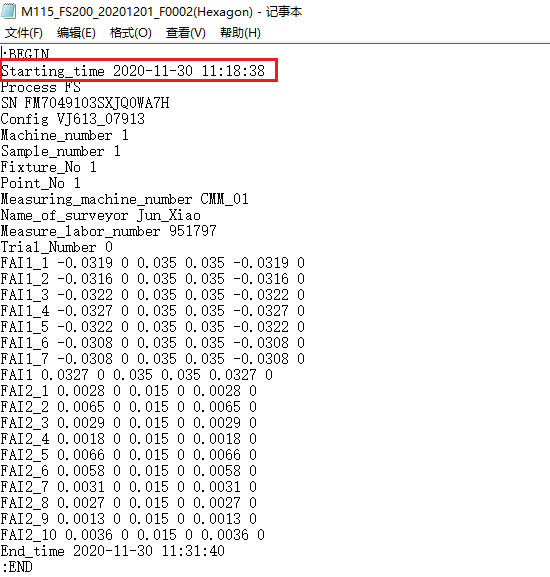 M115_FS200_20201201_F0002(Hexagon) - 记事本
文件(F) 编辑(E) 格式(O) 查看(V) 帮助(H)
:BEGIN
Starting_time 2020-11-30 11:18:38
Process FS
SN FM7049103SXJQ0WA7H
Config VJ613_07913
Machine_number 1
Sample_number 1
Fixture_No 1
Point_No 1
Measuring_machine_number CMM_01
Name_of_surveyor Jun_Xiao
Measure_labor_number 951797
Trial_Number 0
FAI1_1 -0.0319 0 0.035 0.035 -0.0319 0
FAI1_2 -0.0316 0 0.035 0.035 -0.0316 0
FAI1_3 -0.0322 0 0.035 0.035 -0.0322 0
FAI1_4 -0.0327 0 0.035 0.035 -0.0327 0
FAI1_5 -0.0322 0 0.035 0.035 -0.0322 0
FAI1_6 -0.0308 0 0.035 0.035 -0.0308 0
FAI1_7 -0.0308 0 0.035 0.035 -0.0308 0
FAI1 0.0327 0 0.035 0.035 0.0327 0
FAI2_1 0.0028 0 0.015 0 0.0028 0
FAI2_2 0.0065 0 0.015 0 0.0065 0
FAI2_3 0.0029 0 0.015 0 0.0029 0
FAI2_4 0.0018 0 0.015 0 0.0018 0
FAI2_5 0.0066 0 0.015 0 0.0066 0
FAI2_6 0.0058 0 0.015 0 0.0058 0
FAI2_7 0.0031 0 0.015 0 0.0031 0
FAI2_8 0.0027 0 0.015 0 0.0027 0
FAI2_9 0.0013 0 0.015 0 0.0013 0
FAI2_10 0.0036 0 0.015 0 0.0036 0
End_time 2020-11-30 11:31:40
:END